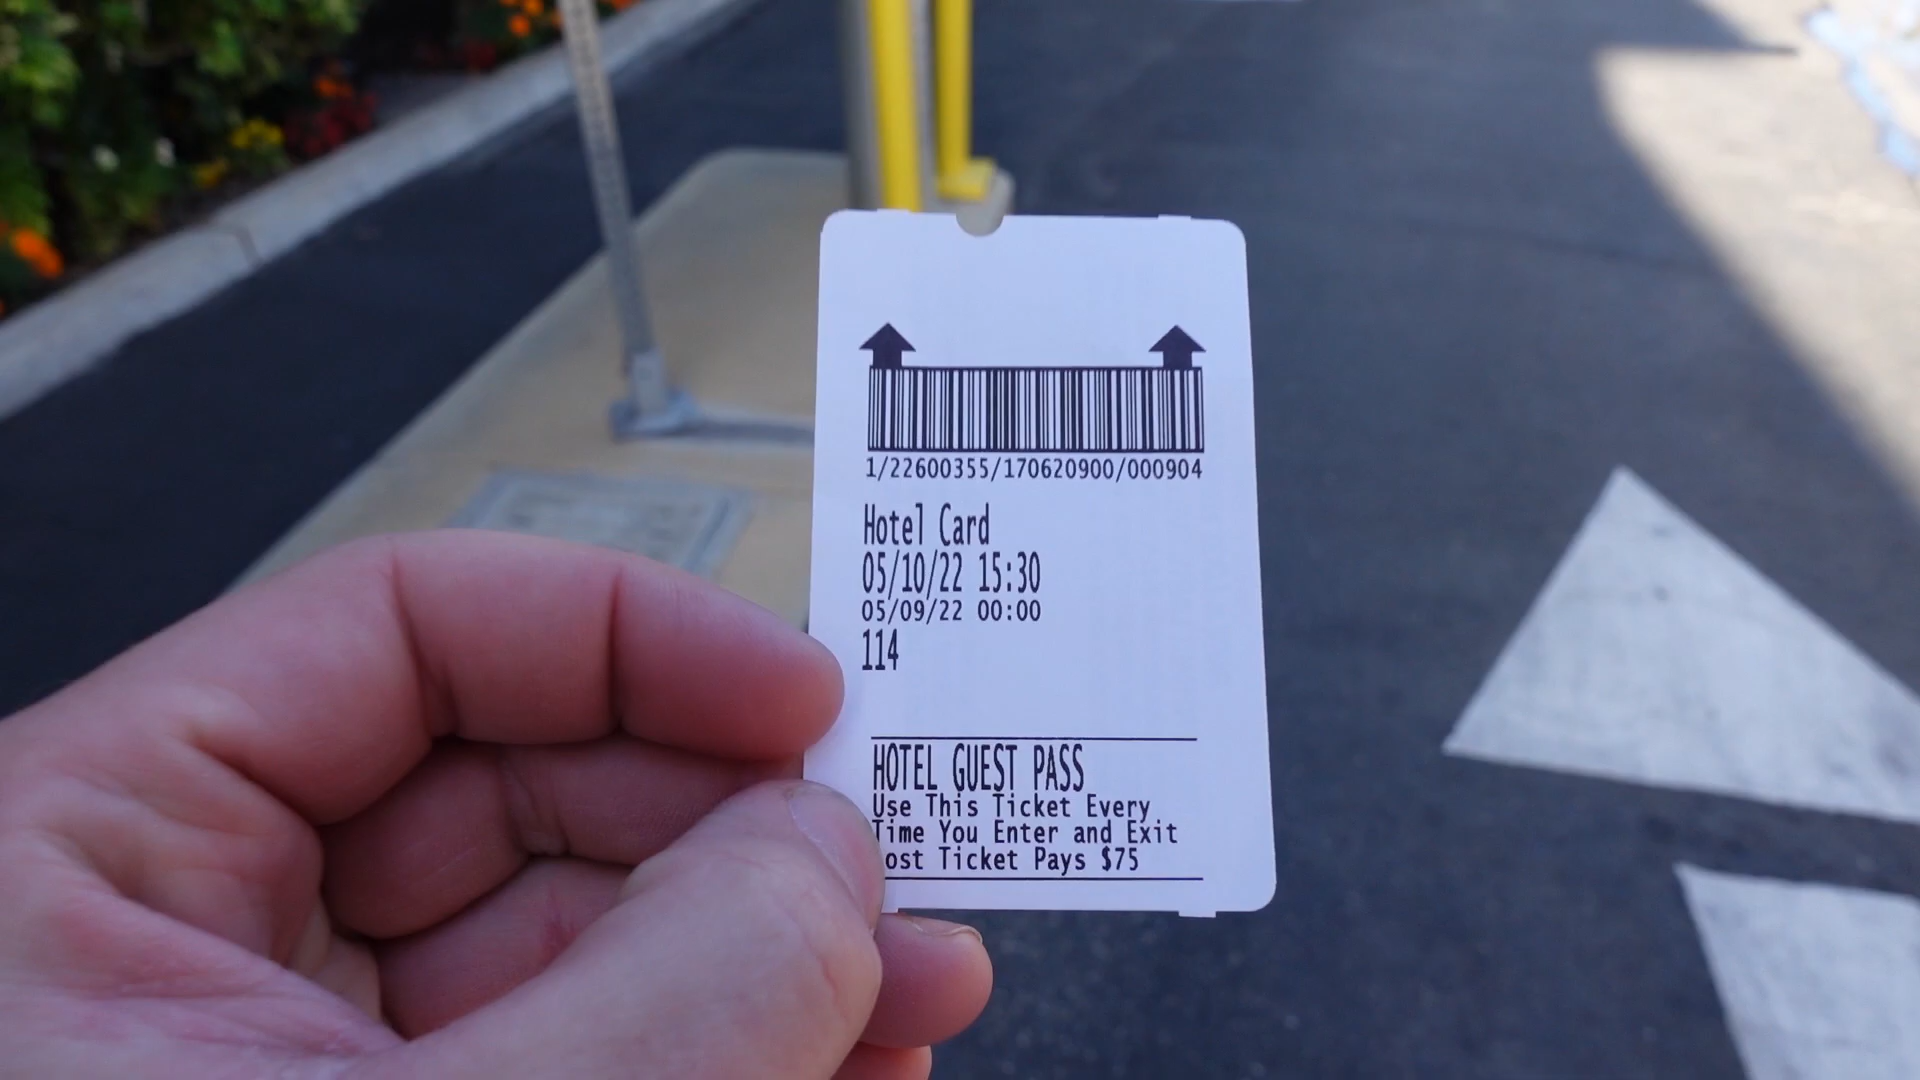 1/22600355/170620900/000904
Hotel Card
05/10/22 15:30
05/09/22 00:00
114
HOTEL GUEST PASS
Use This Ticket Every
Time You Enter and Exit
ost Ticket Pays $75